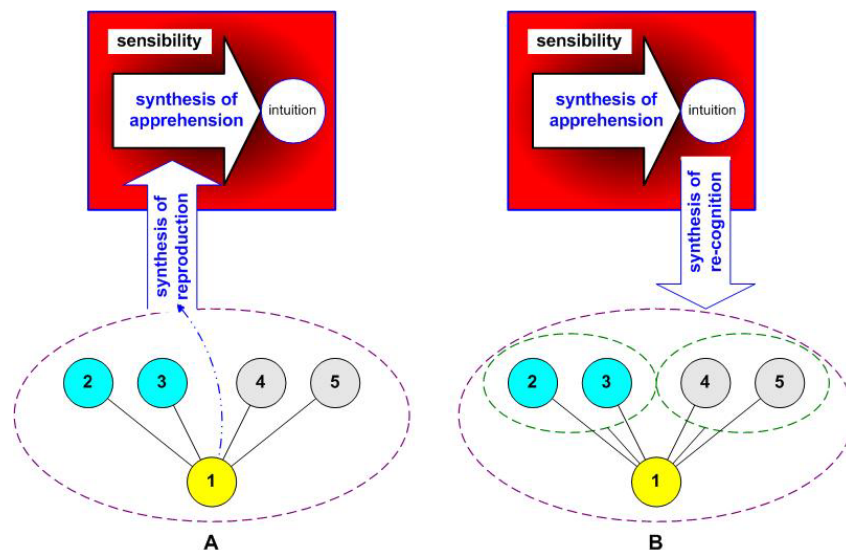 sensibility
synthesis of
apprehension
intuition
synthesis of
reproduction
2
3
4
5
1
A
sensibility
synthesis of
apprehension
intuition
synthesis of
re-cognition
2
3
4
5
1
B